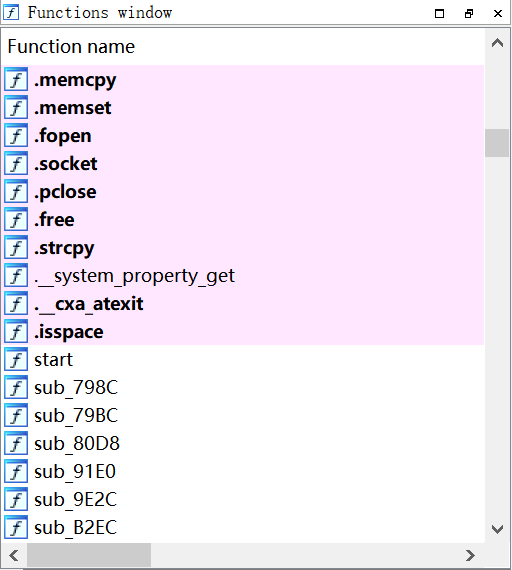 Functions window
Function name
.memcpy
.memset
.fopen
.socket
.pclose
.free
.strcpy
.__system_property_get
.__cxa_atexit
.isspace
start
sub_798C
sub_79BC
sub_80D8
sub_91E0
sub_9E2C
sub_B2EC